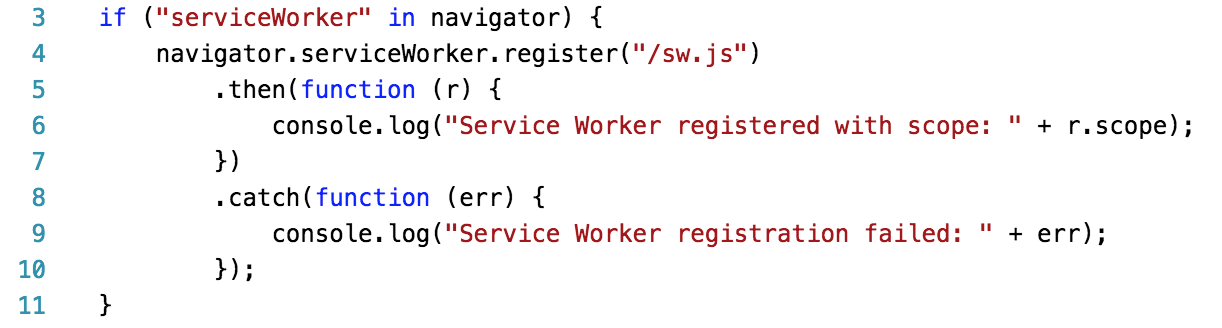 3 if ("serviceWorker" in navigator) {
4 navigator.serviceWorker.register("/sw.js")
5 .then(function (r) {
6 console.log("Service Worker registered with scope: " + r.scope);
7 })
8 .catch(function (err) {
9 console.log("Service Worker registration failed: " + err);
10 });
11 }